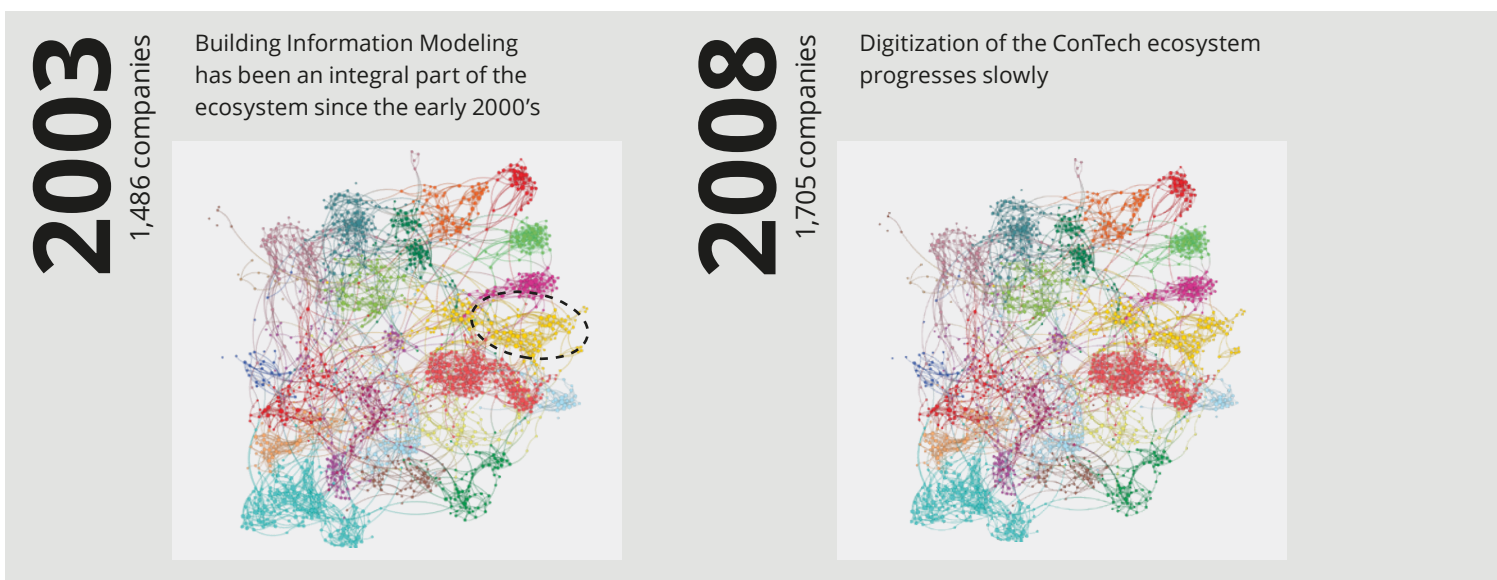 2003
1,486 companies
Building Information Modeling
has been an integral part of the
ecosystem since the early 2000’s
2008
1,705 companies
Digitization of the ConTech ecosystem
progresses slowly